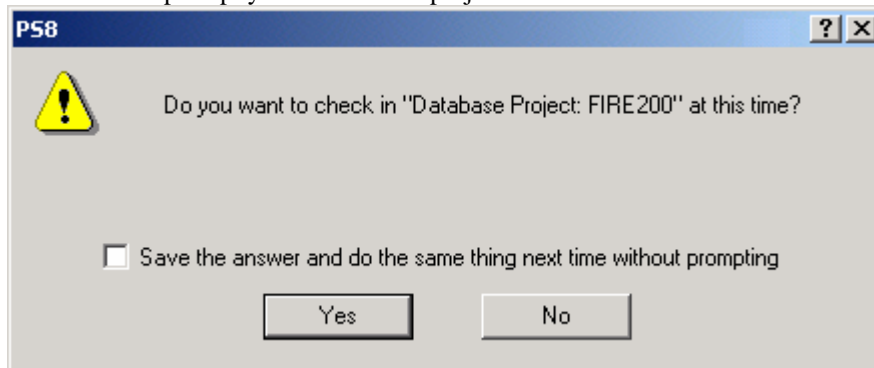 PS8
Do you want to check in "Database Project: FIRE200" at this time?
Save the answer and do the same thing next time without prompting
Yes
No